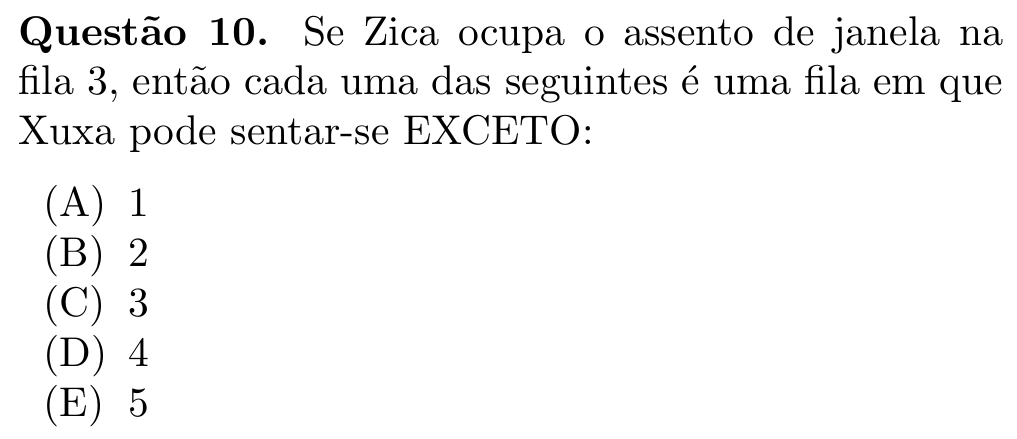 Questão 10. Se Zica ocupa o assento de janela na
fila 3, então cada uma das seguintes é uma fila em que
Xuxa pode sentar-se EXCETO:
(A) 1
(B) 2
(C) 3
(D) 4
(E) 5